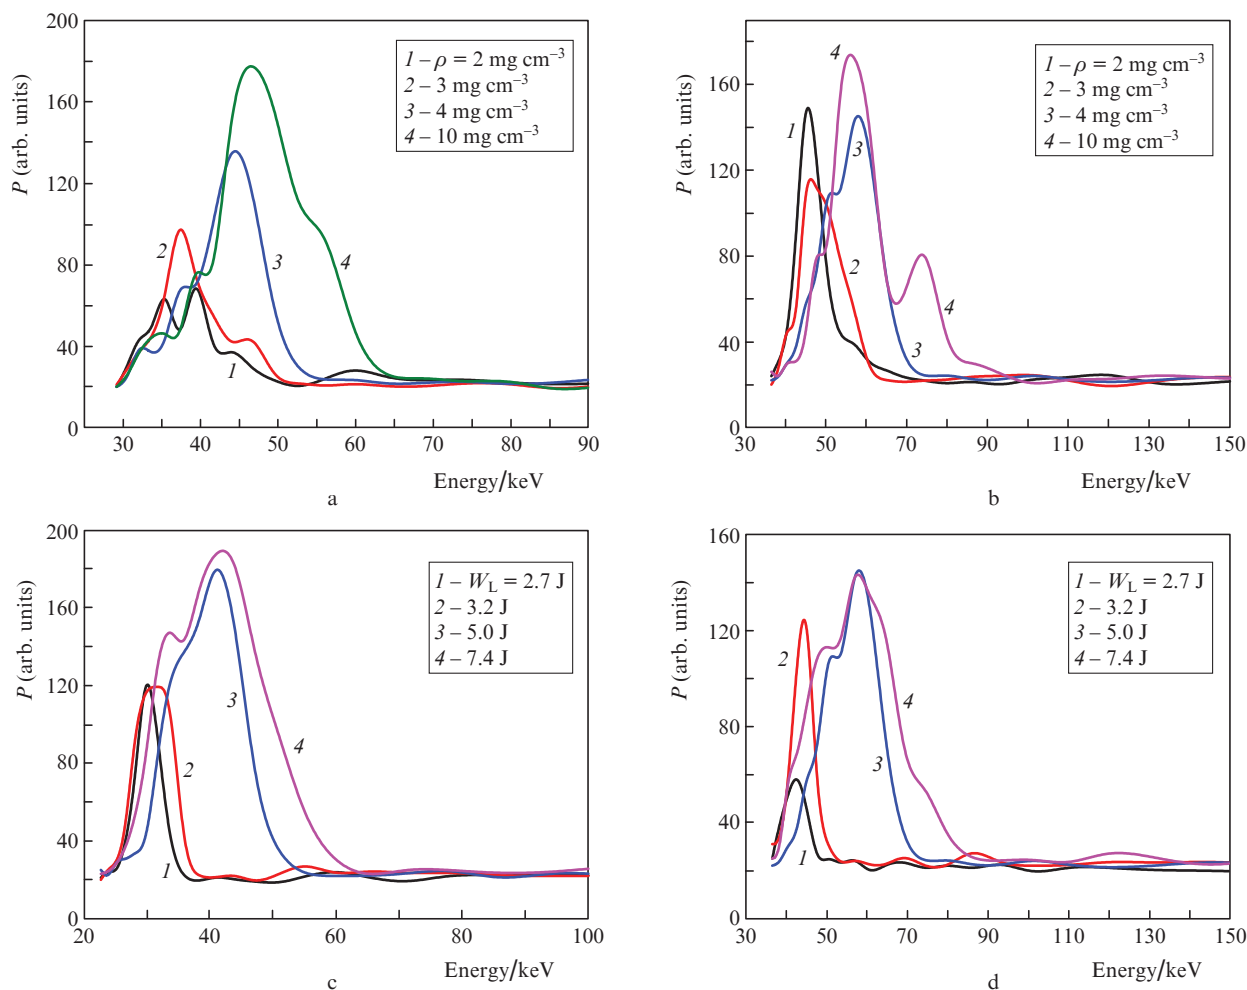 200
160
120
80
40
0
P (arb. units)
1 – ρ = 2 mg cm⁻³
2 – 3 mg cm⁻³
3 – 4 mg cm⁻³
4 – 10 mg cm⁻³
2
3
4
1
30 40 50 60 70 80 90
Energy/keV
a
160
120
80
40
0
P (arb. units)
1 – ρ = 2 mg cm⁻³
2 – 3 mg cm⁻³
3 – 4 mg cm⁻³
4 – 10 mg cm⁻³
4
1
3
2
4
3
30 50 70 90 110 130 150
Energy/keV
b
200
160
120
80
40
0
P (arb. units)
1 – W_L = 2.7 J
2 – 3.2 J
3 – 5.0 J
4 – 7.4 J
3
4
2
1
20 40 60 80 100
Energy/keV
c
160
120
80
40
0
P (arb. units)
1 – W_L = 2.7 J
2 – 3.2 J
3 – 5.0 J
4 – 7.4 J
2
4
3
1
30 50 70 90 110 130 150
Energy/keV
d